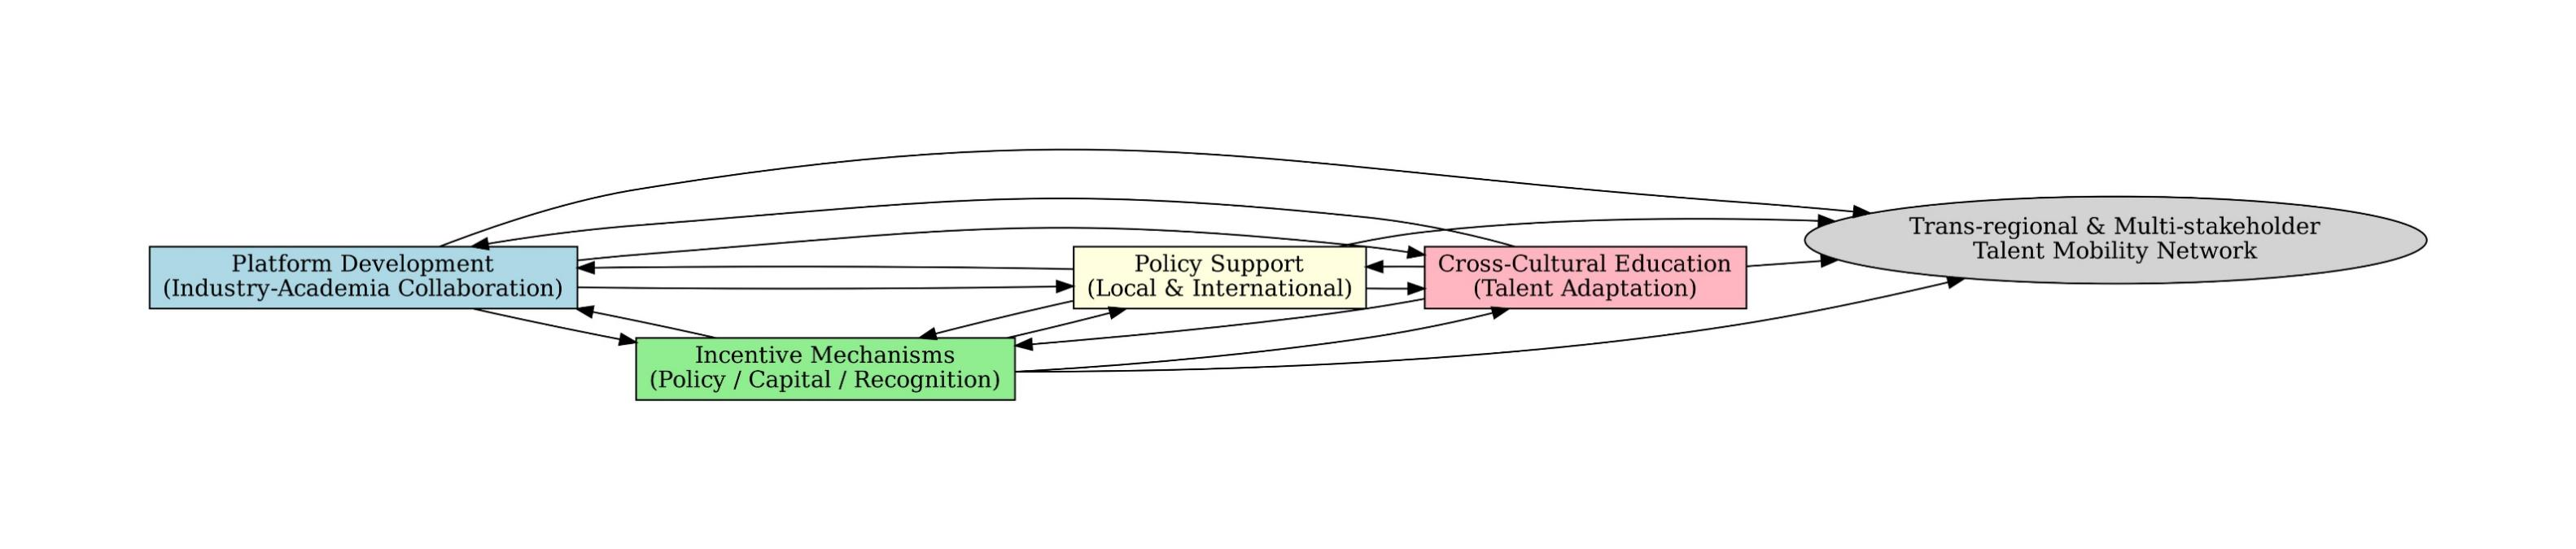 Platform Development
(Industry-Academia Collaboration)
Policy Support
(Local & International)
Cross-Cultural Education
(Talent Adaptation)
Trans-regional & Multi-stakeholder
Talent Mobility Network
Incentive Mechanisms
(Policy / Capital / Recognition)